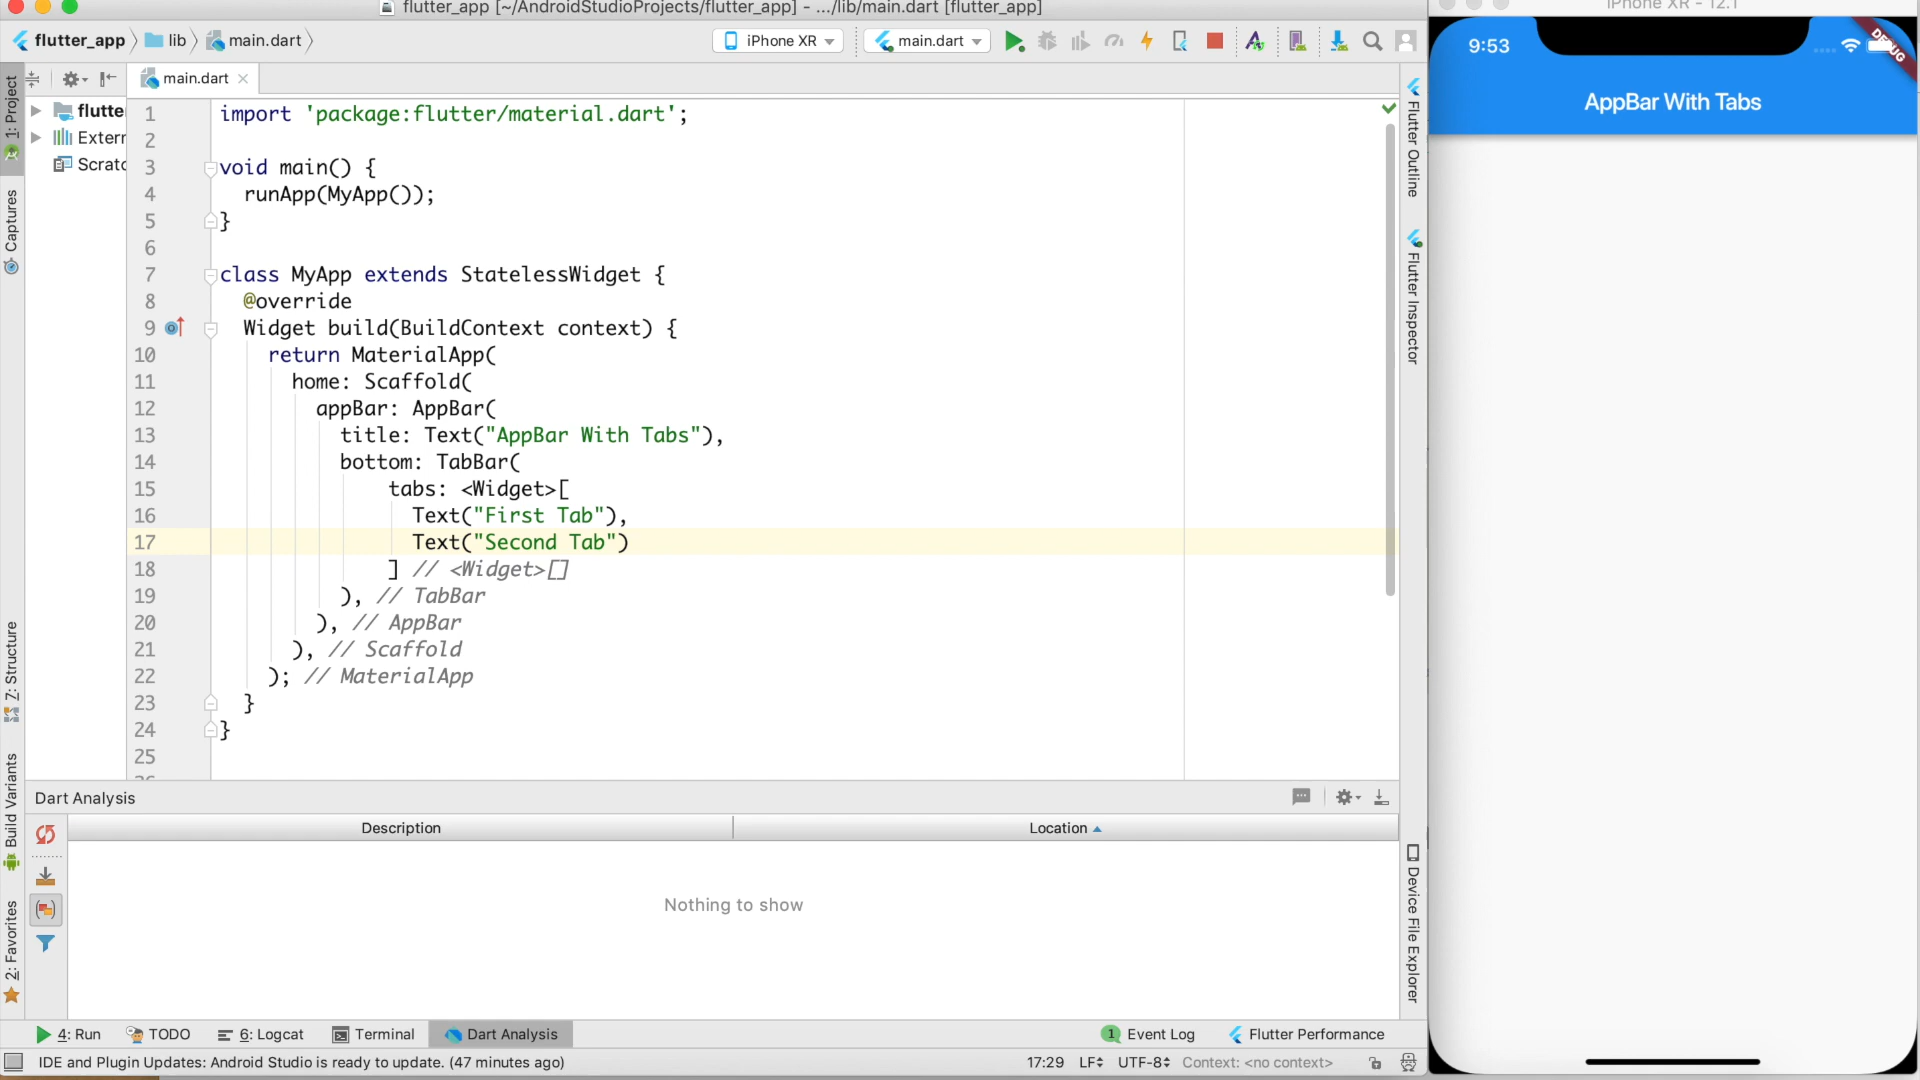 flutter_app [~/AndroidStudioProjects/flutter_app] - .../lib/main.dart [flutter_app]
flutter_app lib main.dart
iPhone XR
main.dart
1: Project
Captures
7: Structure
Build Variants
2: Favorites
main.dart
flutte
Extern
Scratc
1 import 'package:flutter/material.dart';
2
3 void main() {
4 runApp(MyApp());
5 }
6
7 class MyApp extends StatelessWidget {
8 @override
9 Widget build(BuildContext context) {
10 return MaterialApp(
11 home: Scaffold(
12 appBar: AppBar(
13 title: Text("AppBar With Tabs"),
14 bottom: TabBar(
15 tabs: <Widget>[
16 Text("First Tab"),
17 Text("Second Tab")
18 ] // <Widget>[]
19 ), // TabBar
20 ), // AppBar
21 ), // Scaffold
22 ); // MaterialApp
23 }
24 }
25
Flutter Outline
Flutter Inspector
Device File Explorer
Dart Analysis
Description Location
Nothing to show
4: Run TODO 6: Logcat Terminal Dart Analysis 1 Event Log Flutter Performance
IDE and Plugin Updates: Android Studio is ready to update. (47 minutes ago) 17:29 LF UTF-8 Context: <no context>
iPhone XR - 12.1
9:53
DEBUG
AppBar With Tabs